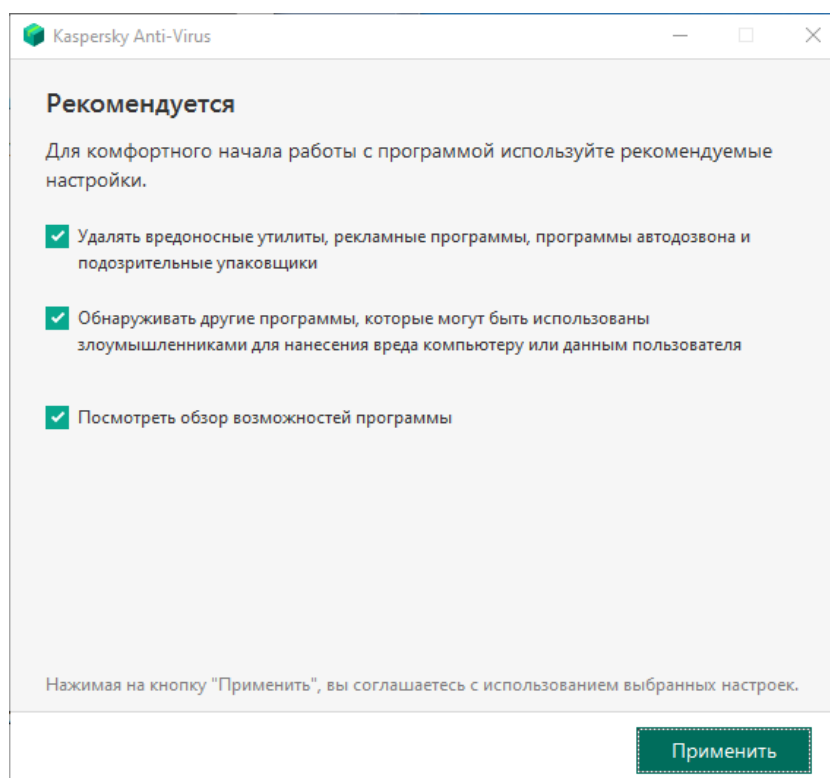 Kaspersky Anti-Virus
Рекомендуется
Для комфортного начала работы с программой используйте рекомендуемые
настройки.
Удалять вредоносные утилиты, рекламные программы, программы автодозвона и
подозрительные упаковщики
Обнаруживать другие программы, которые могут быть использованы
злоумышленниками для нанесения вреда компьютеру или данным пользователя
Посмотреть обзор возможностей программы
Нажимая на кнопку "Применить", вы соглашаетесь с использованием выбранных настроек.
Применить